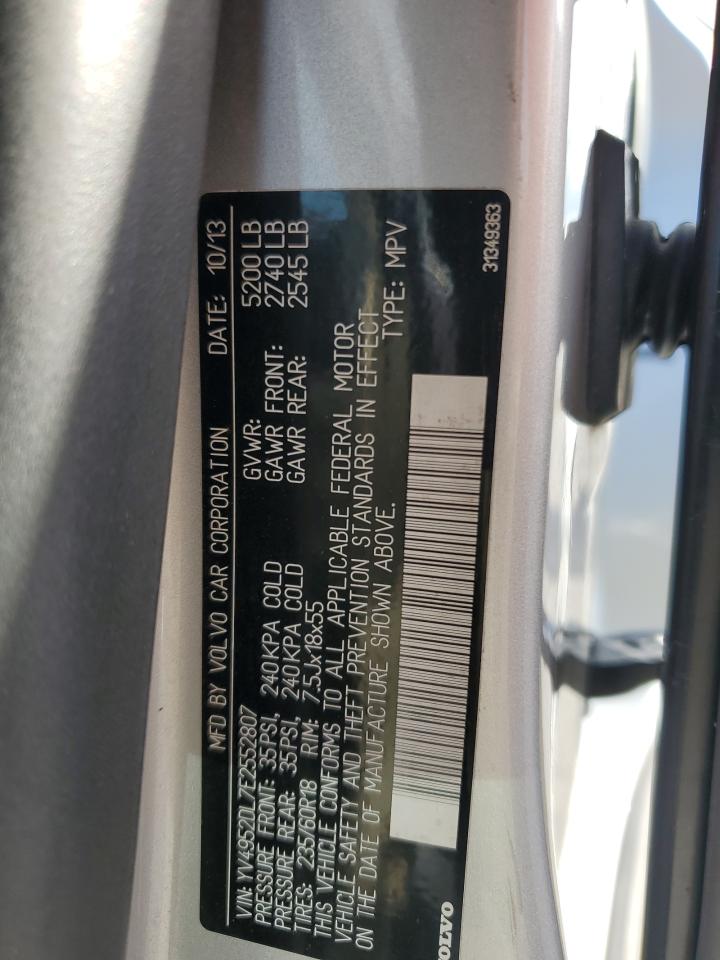 MFD BY VOLVO CAR CORPORATION DATE: 10/13
VIN: YV4952DL7E2552807 GVWR: 5200 LB
PRESSURE FRONT: 35PSI, 240KPA COLD GAWR FRONT: 2740 LB
PRESSURE REAR: 35PSI, 240KPA COLD GAWR REAR: 2545 LB
TIRES: 235/60R18 RIM: 7.5Jx18x55
THIS VEHICLE CONFORMS TO ALL APPLICABLE FEDERAL MOTOR
VEHICLE SAFETY AND THEFT PREVENTION STANDARDS IN EFFECT
ON THE DATE OF MANUFACTURE SHOWN ABOVE. TYPE: MPV
VOLVO 31349363